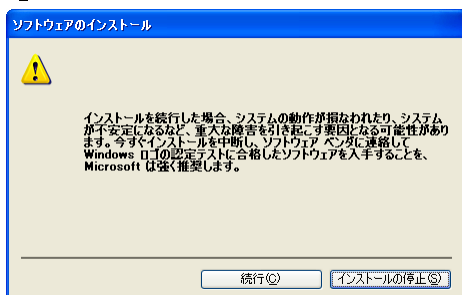 ソフトウェアのインストール
インストールを続行した場合、システムの動作が損なわれたり、システム
が不安定になるなど、重大な障害を引き起こす要因となる可能性があり
ます。今すぐインストールを中断し、ソフトウェア ベンダに連絡して
Windows ロゴの認定テストに合格したソフトウェアを入手することを、
Microsoft は強く推奨します。
続行(C)
インストールの停止(S)